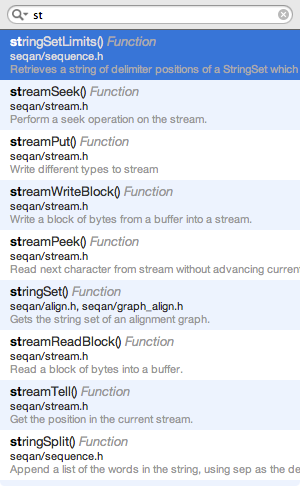 st
stringSetLimits() Function
seqan/sequence.h
Retrieves a string of delimiter positions of a StringSet which
streamSeek() Function
seqan/stream.h
Perform a seek operation on the stream.
streamPut() Function
seqan/stream.h
Write different types to stream
streamWriteBlock() Function
seqan/stream.h
Write a block of bytes from a buffer into a stream.
streamPeek() Function
seqan/stream.h
Read next character from stream without advancing current
stringSet() Function
seqan/align.h, seqan/graph_align.h
Gets the string set of an alignment graph.
streamReadBlock() Function
seqan/stream.h
Read a block of bytes into a buffer.
streamTell() Function
seqan/stream.h
Get the position in the current stream.
stringSplit() Function
seqan/sequence.h
Append a list of the words in the string, using sep as the de